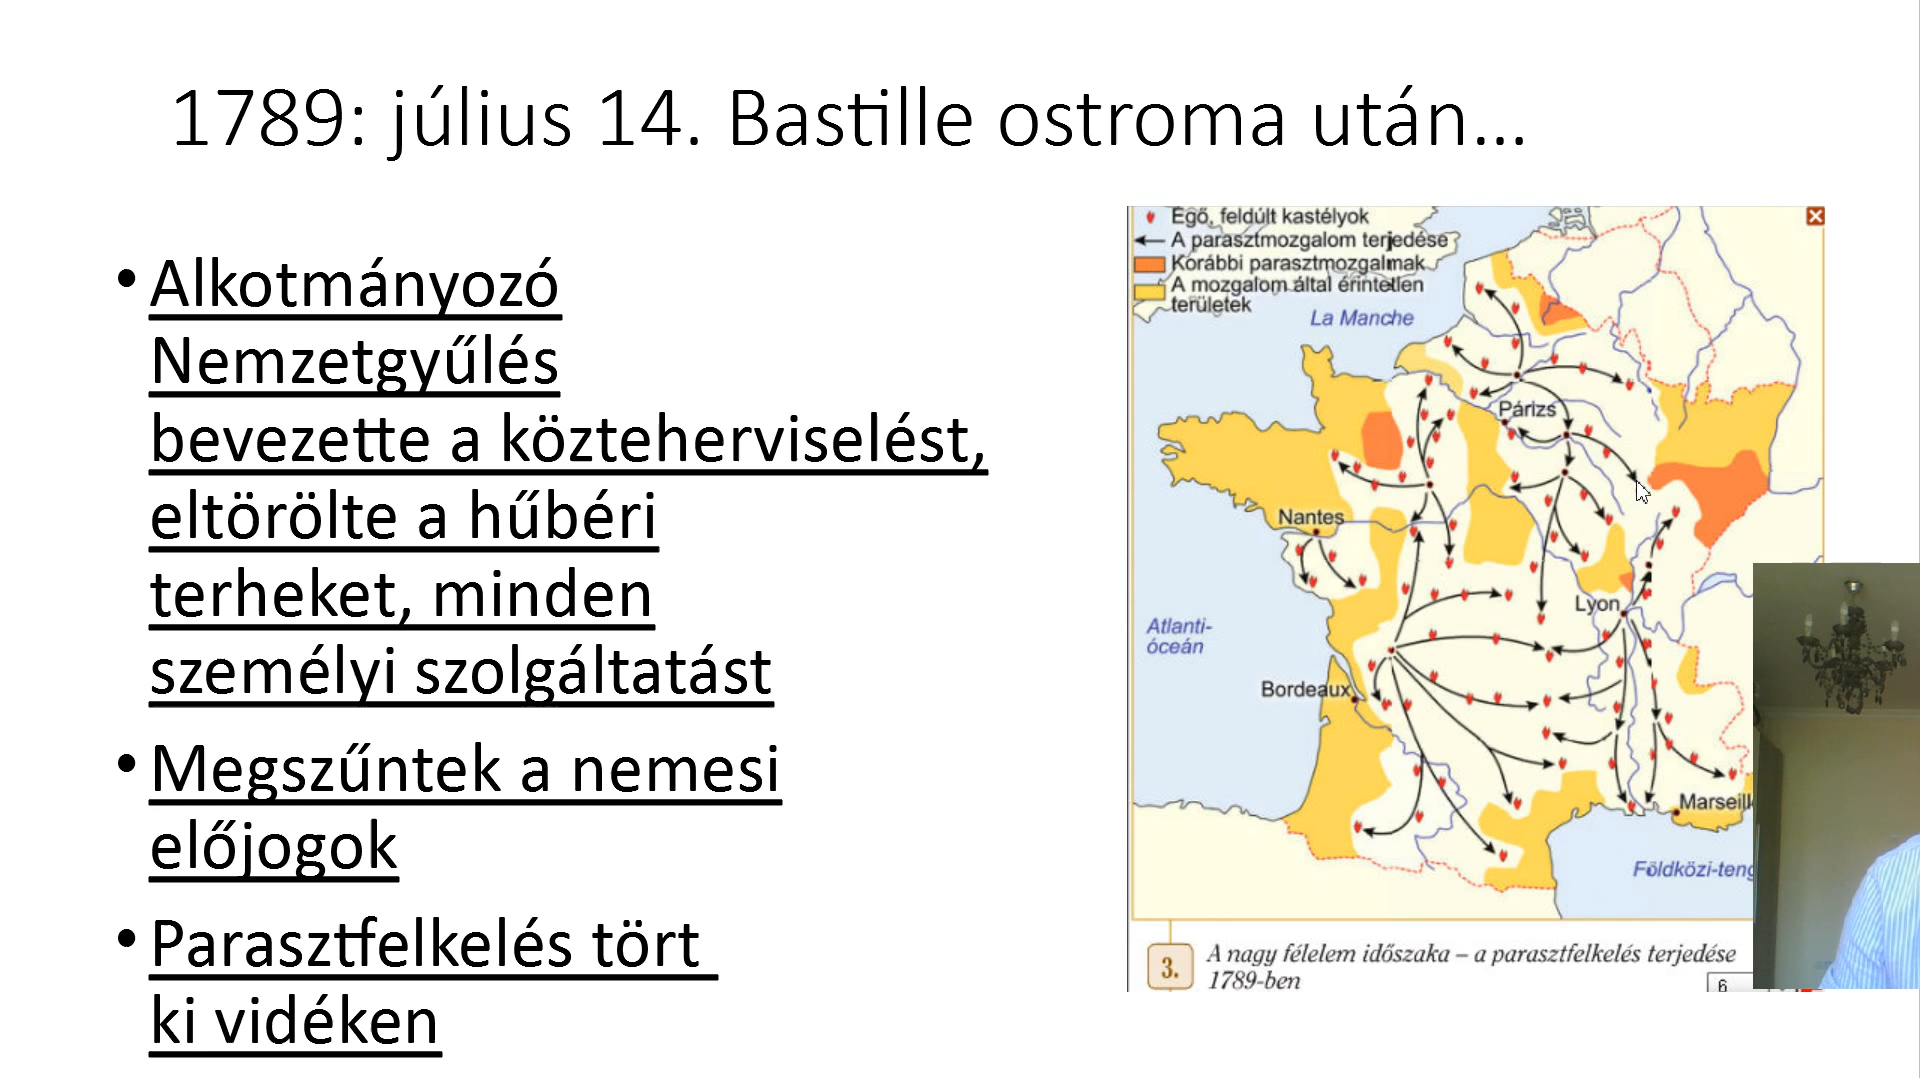 1789: július 14. Bastille ostroma után...
• Alkotmányozó
Nemzetgyűlés
bevezette a közteherviselést,
eltörölte a hűbéri
terheket, minden
személyi szolgáltatást
• Megszűntek a nemesi
előjogok
• Parasztfelkelés tört
ki vidéken
Égő, feldúlt kastélyok
A parasztmozgalom terjedése
Korábbi parasztmozgalmak
A mozgalom által érintetlen
területek
La Manche
Párizs
Nantes
Lyon
Atlanti-
óceán
Bordeaux
Marseill
Földközi-teng
3.
A nagy félelem időszaka – a parasztfelkelés terjedése
1789-ben
6